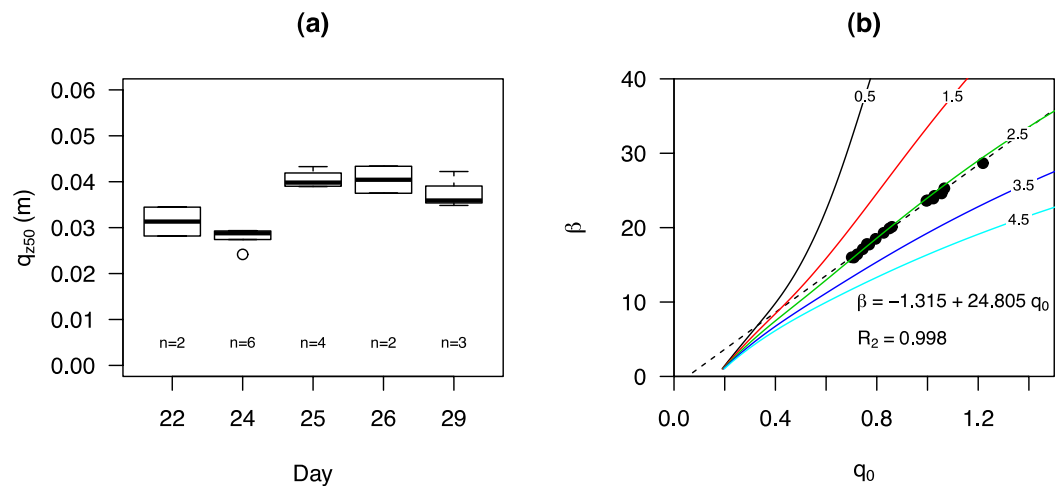 (a)
q_z50 (m)
0.06
0.05
0.04
0.03
0.02
0.01
0.00
n=2 n=6 n=4 n=2 n=3
22 24 25 26 29
Day
(b)
β
40
30
20
10
0
0.5
1.5
2.5
3.5
4.5
β = −1.315 + 24.805 q₀
R₂ = 0.998
0.0 0.4 0.8 1.2
q₀